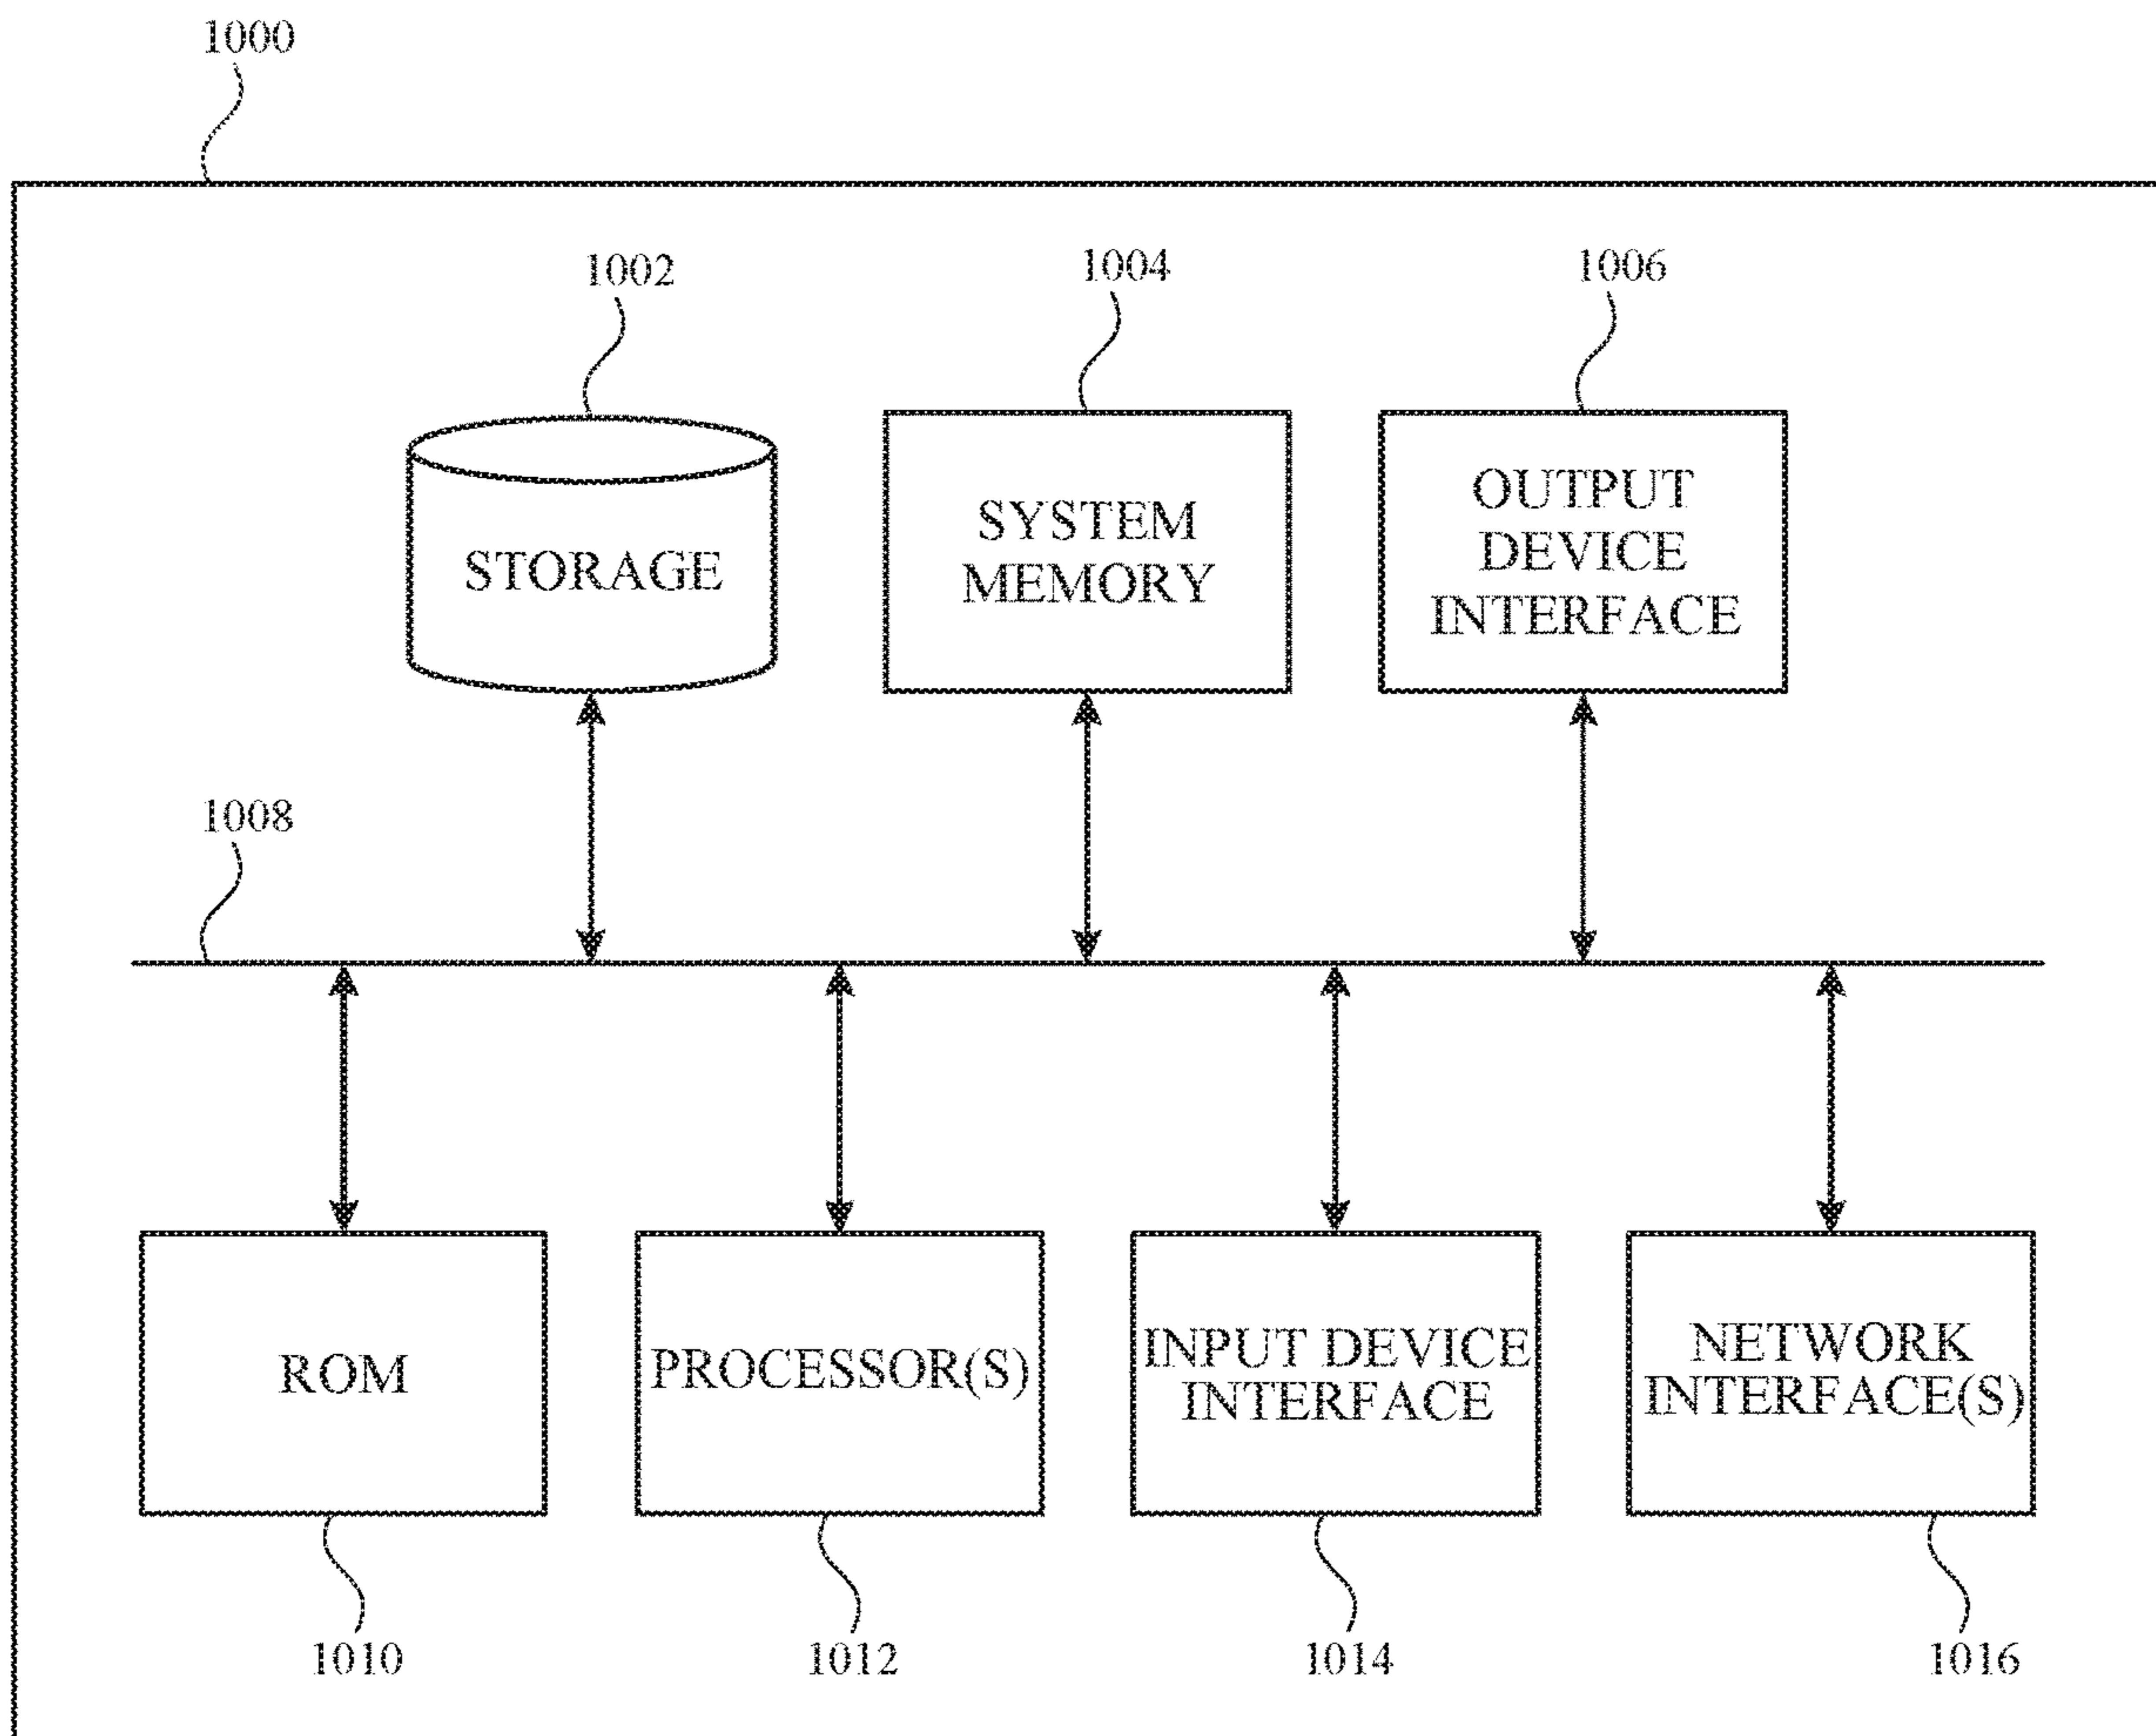 1000
1002
1004
1006
STORAGE
SYSTEM
MEMORY
OUTPUT
DEVICE
INTERFACE
1008
ROM
PROCESSOR(S)
INPUT DEVICE
INTERFACE
NETWORK
INTERFACE(S)
1010
1012
1014
1016